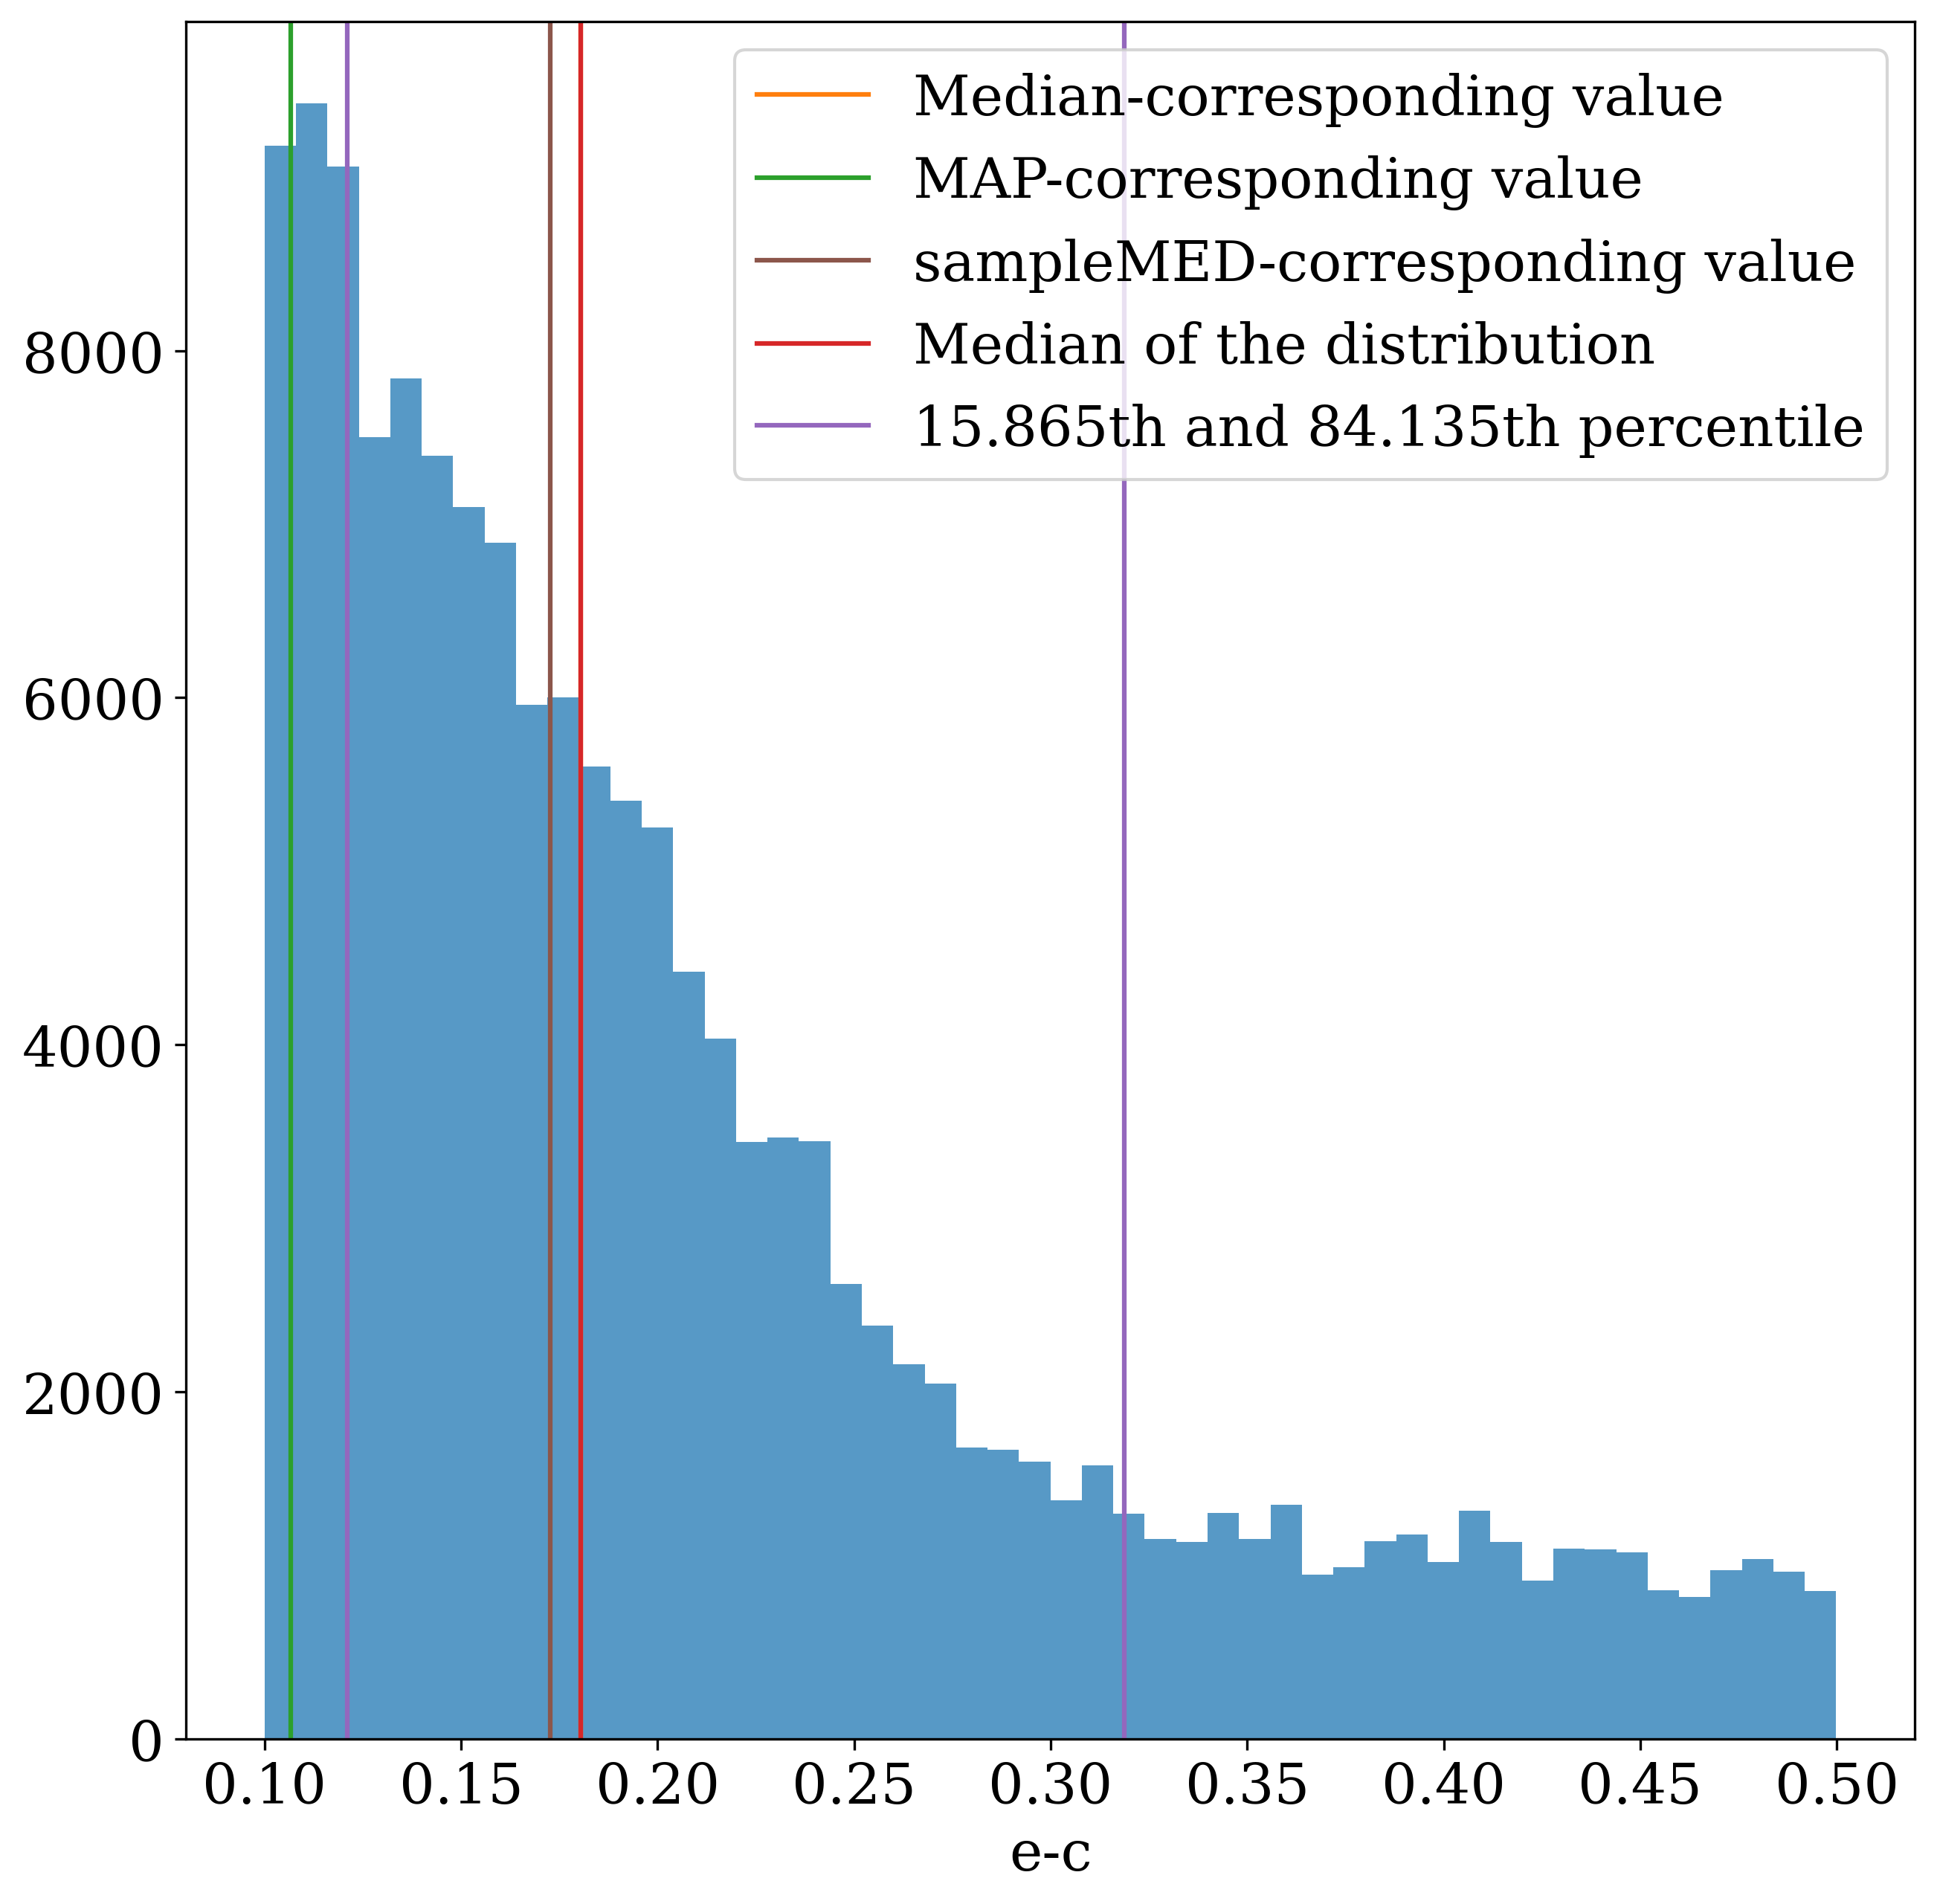 Median-corresponding value
MAP-corresponding value
sampleMED-corresponding value
Median of the distribution
15.865th and 84.135th percentile
8000
6000
4000
2000
0
0.10 0.15 0.20 0.25 0.30 0.35 0.40 0.45 0.50
e-c